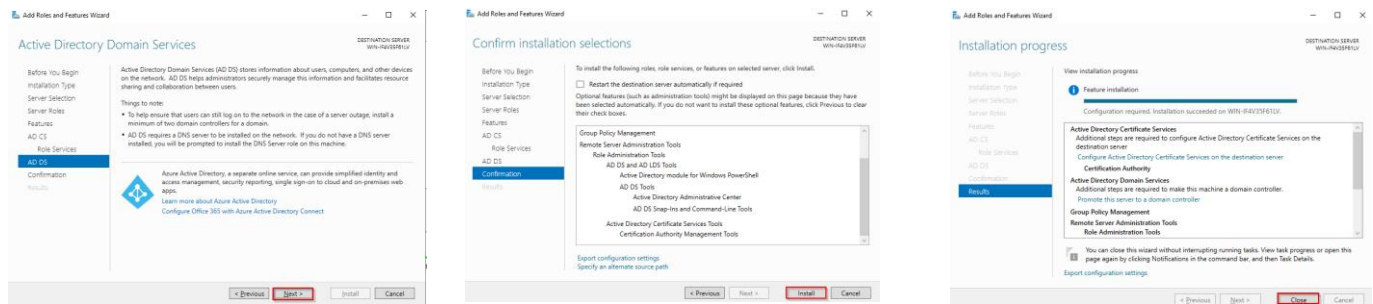 Add Roles and Features Wizard
Active Directory Domain Services
DESTINATION SERVER
WIN-IF4V3SF61LV
Before You Begin
Installation Type
Server Selection
Server Roles
Features
AD CS
Role Services
AD DS
Confirmation
Results
Active Directory Domain Services (AD DS) stores information about users, computers, and other devices
on the network. AD DS helps administrators securely manage this information and facilitates resource
sharing and collaboration between users.
Things to note:
• To help ensure that users can still log on to the network in the case of a server outage, install a
minimum of two domain controllers for a domain.
• AD DS requires a DNS server to be installed on the network. If you do not have a DNS server
installed, you will be prompted to install the DNS Server role on this machine.
Azure Active Directory, a separate online service, can provide simplified identity and
access management, security reporting, single sign-on to cloud and on-premises web
apps.
Learn more about Azure Active Directory
Configure Office 365 with Azure Active Directory Connect
< Previous
Next >
Install
Cancel
Add Roles and Features Wizard
Confirm installation selections
DESTINATION SERVER
WIN-IF4V3SF61LV
Before You Begin
Installation Type
Server Selection
Server Roles
Features
AD CS
Role Services
AD DS
Confirmation
Results
To install the following roles, role services, or features on selected server, click Install.
Restart the destination server automatically if required
Optional features (such as administration tools) might be displayed on this page because they have
been selected automatically. If you do not want to install these optional features, click Previous to clear
their check boxes.
Group Policy Management
Remote Server Administration Tools
Role Administration Tools
AD DS and AD LDS Tools
Active Directory module for Windows PowerShell
AD DS Tools
Active Directory Administrative Center
AD DS Snap-Ins and Command-Line Tools
Active Directory Certificate Services Tools
Certification Authority Management Tools
Export configuration settings
Specify an alternate source path
< Previous
Next >
Install
Cancel
Add Roles and Features Wizard
Installation progress
DESTINATION SERVER
WIN-IF4V3SF61LV
Before You Begin
Installation Type
Server Selection
Server Roles
Features
AD CS
Role Services
AD DS
Confirmation
Results
View installation progress
Feature installation
Configuration required. Installation succeeded on WIN-IF4V3SF61LV.
Active Directory Certificate Services
Additional steps are required to configure Active Directory Certificate Services on the
destination server
Configure Active Directory Certificate Services on the destination server
Certification Authority
Active Directory Domain Services
Additional steps are required to make this machine a domain controller.
Promote this server to a domain controller
Group Policy Management
Remote Server Administration Tools
Role Administration Tools
You can close this wizard without interrupting running tasks. View task progress or open this
page again by clicking Notifications in the command bar, and then Task Details.
Export configuration settings
< Previous
Next >
Close
Cancel